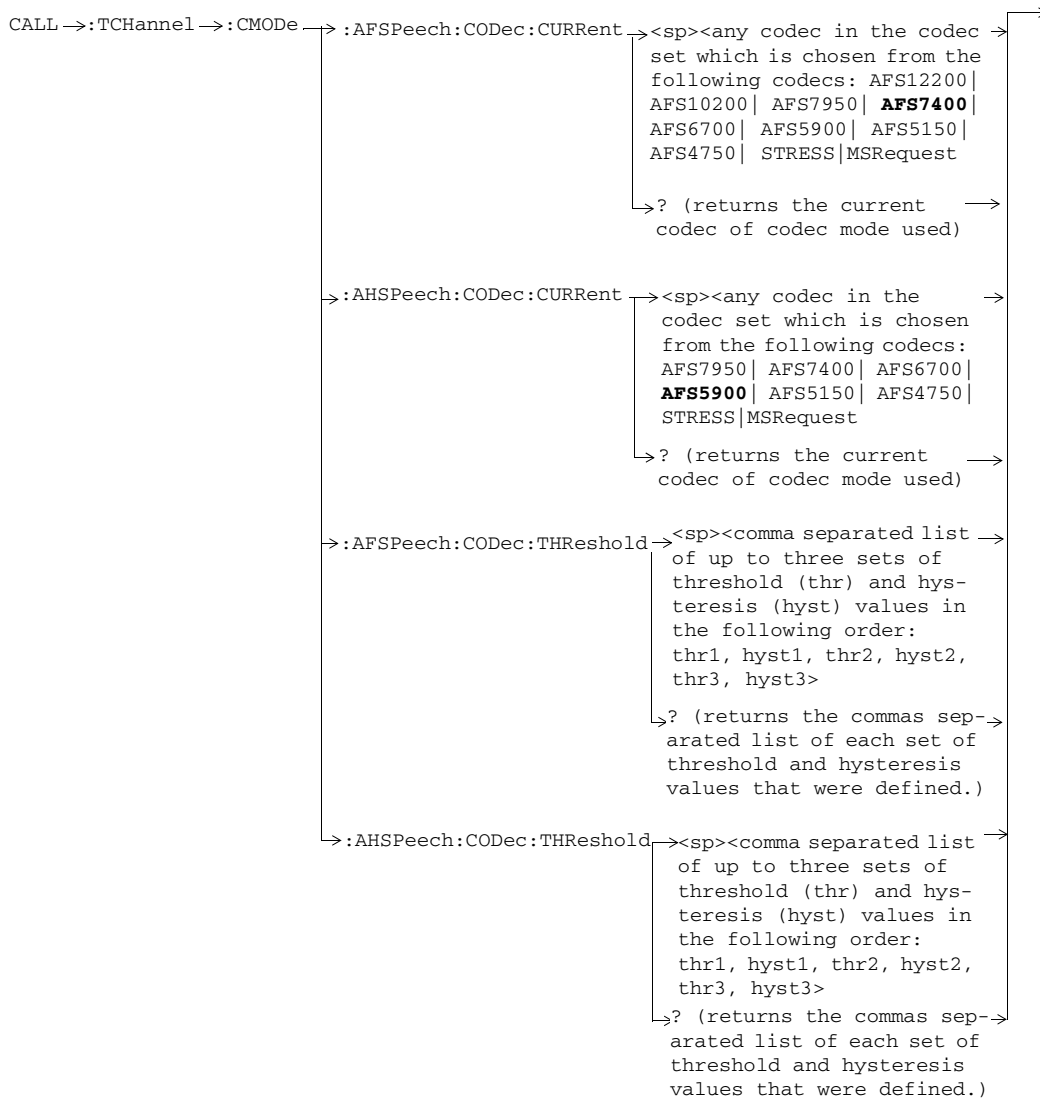 CALL :TCHannel :CMODe :AFSPeech:CODec:CURRent <sp><any codec in the codec
set which is chosen from the
following codecs: AFS12200|
AFS10200| AFS7950| AFS7400|
AFS6700| AFS5900| AFS5150|
AFS4750| STRESS|MSRequest
? (returns the current
codec of codec mode used)
:AHSPeech:CODec:CURRent <sp><any codec in the
codec set which is chosen
from the following codecs:
AFS7950| AFS7400| AFS6700|
AFS5900| AFS5150| AFS4750|
STRESS|MSRequest
? (returns the current
codec of codec mode used)
:AFSPeech:CODec:THReshold <sp><comma separated list
of up to three sets of
threshold (thr) and hys-
teresis (hyst) values in
the following order:
thr1, hyst1, thr2, hyst2,
thr3, hyst3>
? (returns the commas sep-
arated list of each set of
threshold and hysteresis
values that were defined.)
:AHSPeech:CODec:THReshold <sp><comma separated list
of up to three sets of
threshold (thr) and hys-
teresis (hyst) values in
the following order:
thr1, hyst1, thr2, hyst2,
thr3, hyst3>
? (returns the commas sep-
arated list of each set of
threshold and hysteresis
values that were defined.)